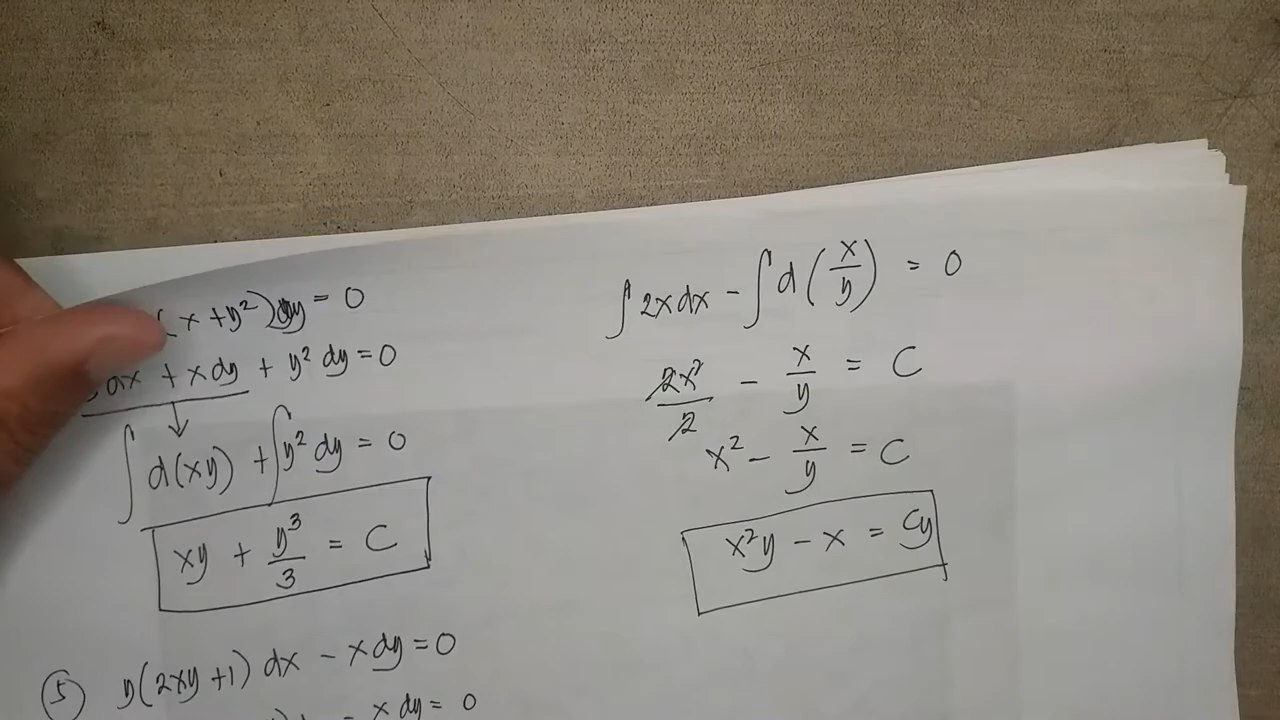 (x + y²) dy = 0
dx + x dy + y² dy = 0
∫ d(xy) + ∫ y² dy = 0
xy + y³/3 = C
⑤ y(2xy + 1) dx − x dy = 0
− x dy = 0
∫ 2x dx − ∫ d(x/y) = 0
2x²/2 − x/y = C
x² − x/y = C
x²y − x = Cy